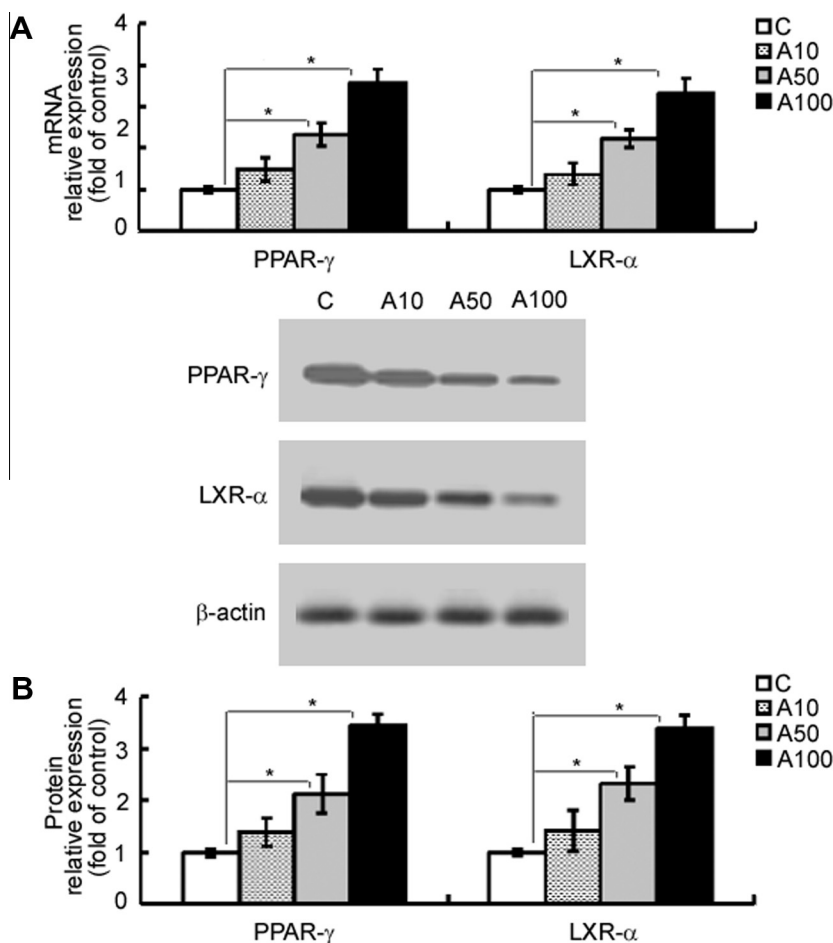 A
mRNA
relative expression
(fold of control)
4
3
2
1
0
*
*
*
*
C
A10
A50
A100
PPAR-γ
LXR-α
C A10 A50 A100
PPAR-γ
LXR-α
β-actin
B
Protein
relative expression
(fold of control)
4
3
2
1
0
*
*
*
*
C
A10
A50
A100
PPAR-γ
LXR-α